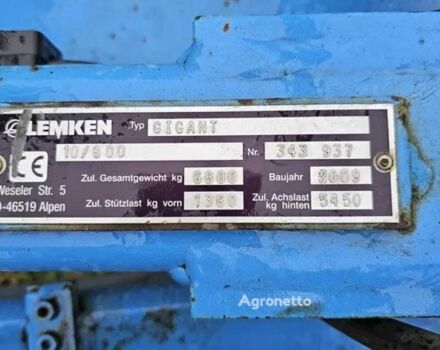 LEMKEN Typ GIGANT
10/600 Nr. 343 937
CE Zul. Gesamtgewicht kg 6800 Baujahr 2009
Weseler Str. 5 Zul. Stützlast kg vorn 1360 Zul. Achslast kg hinten 5450
D-46519 Alpen
Agronetto